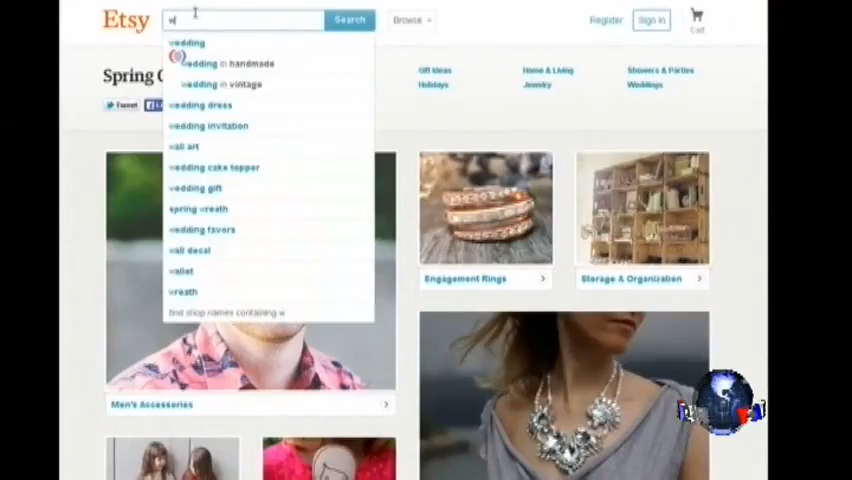 Etsy
w
Search
Browse
Register
Sign In
Cart
wedding
wedding in handmade
wedding in vintage
wedding dress
wedding invitation
wall art
wedding cake topper
wedding gift
spring wreath
wedding favors
wall decal
wallet
wreath
find shop names containing w
Spring
Tweet
Gift Ideas
Home & Living
Showers & Parties
Holidays
Jewelry
Weddings
Engagement Rings
Storage & Organization
Men's Accessories